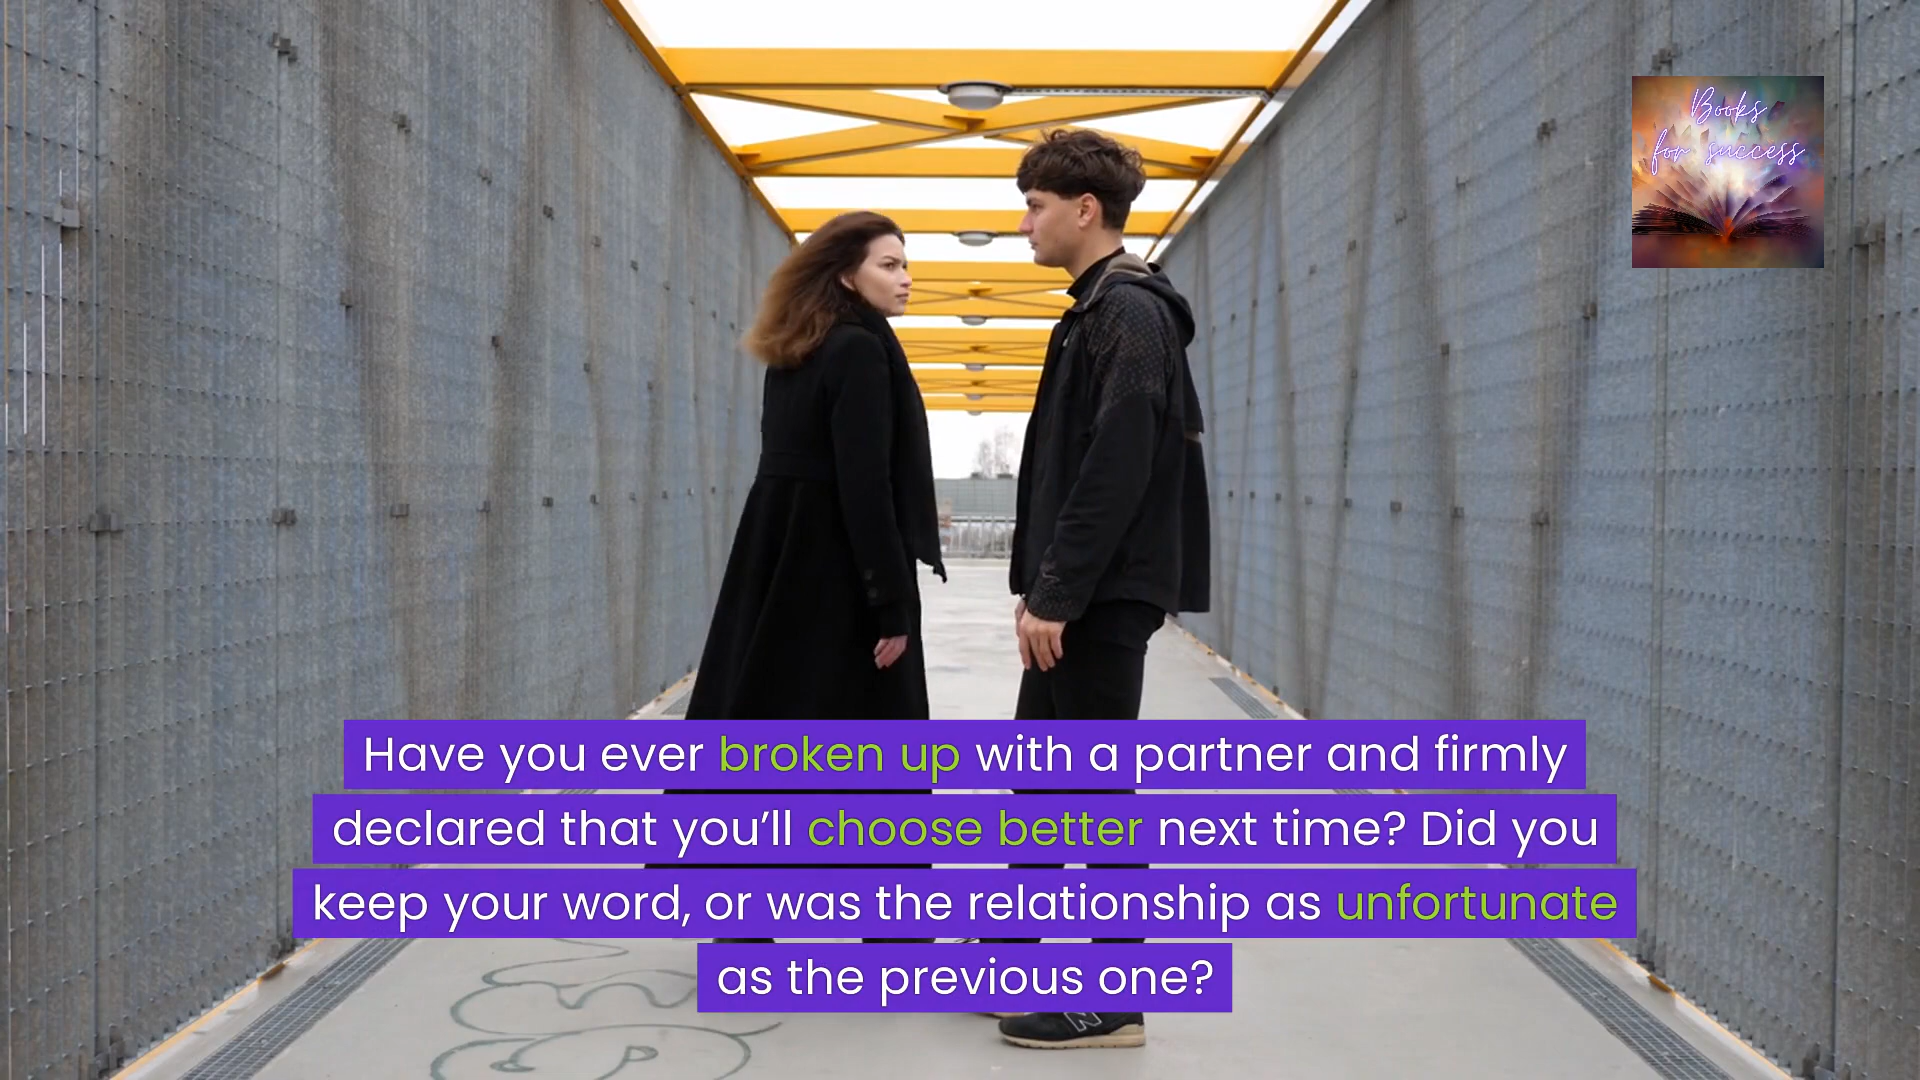 Books
for success
Have you ever broken up with a partner and firmly
declared that you’ll choose better next time? Did you
keep your word, or was the relationship as unfortunate
as the previous one?
N